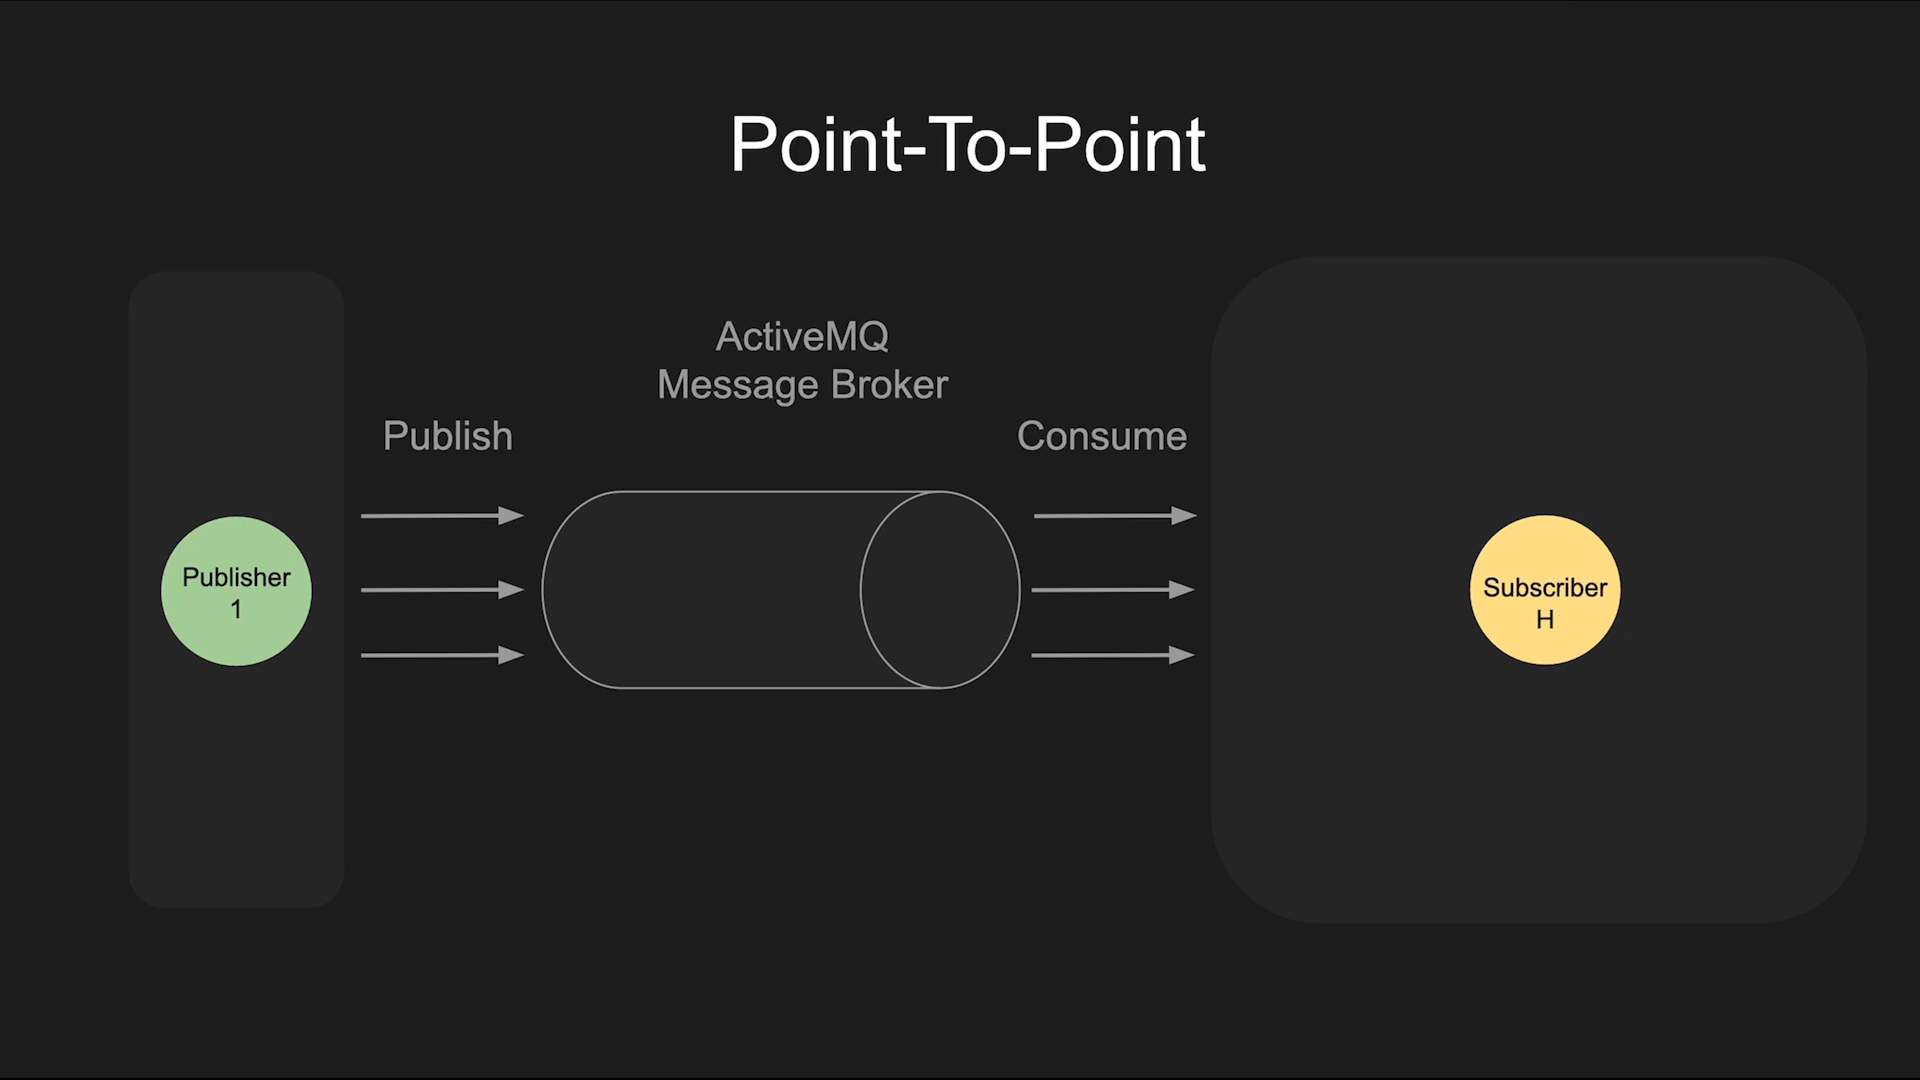 Point-To-Point
ActiveMQ
Message Broker
Publish
Consume
Publisher
1
Subscriber
H